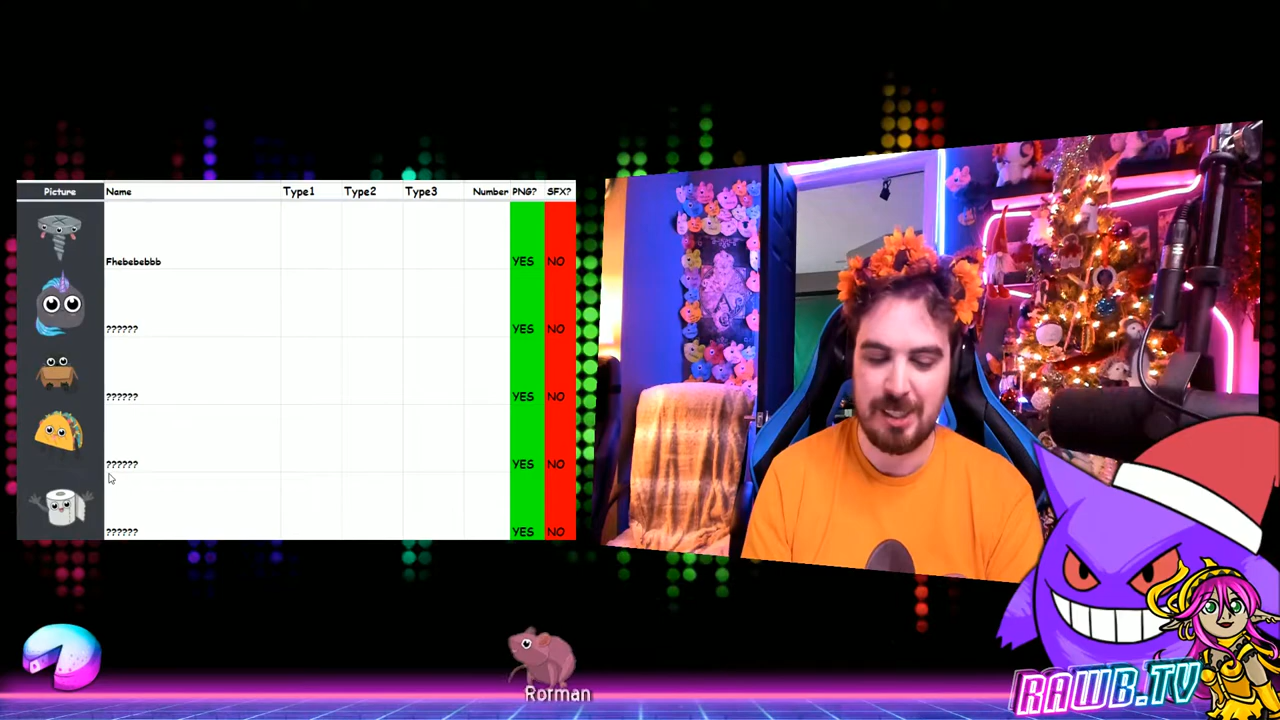 Picture Name Type1 Type2 Type3 Number PNG? SFX?
Fhebebebbb YES NO
?????? YES NO
?????? YES NO
?????? YES NO
?????? YES NO
Rorman
RAWB.TV